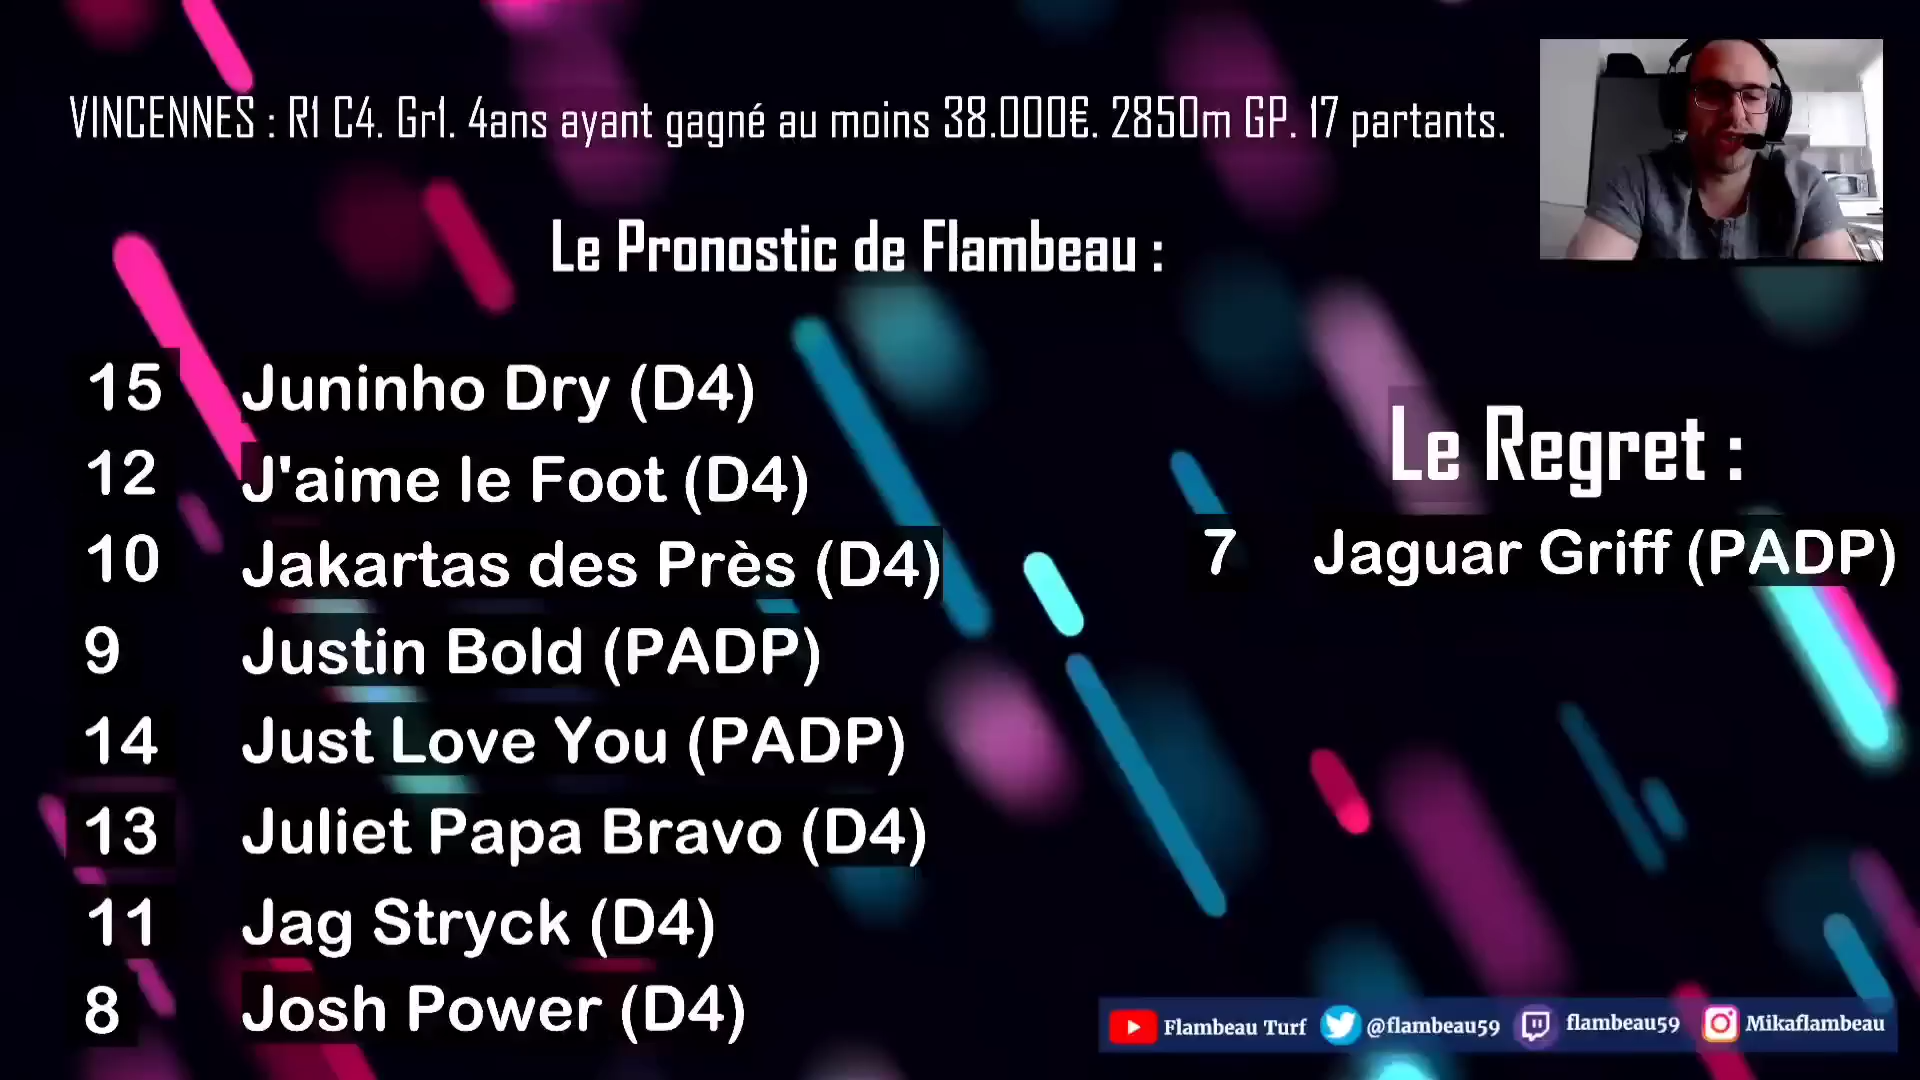 VINCENNES : R1 C4. Gr1. 4ans ayant gagné au moins 38.000€. 2850m GP. 17 partants.
Le Pronostic de Flambeau :
15 Juninho Dry (D4)
12 J'aime le Foot (D4)
10 Jakartas des Près (D4)
9 Justin Bold (PADP)
14 Just Love You (PADP)
13 Juliet Papa Bravo (D4)
11 Jag Stryck (D4)
8 Josh Power (D4)
Le Regret :
7 Jaguar Griff (PADP)
Flambeau Turf @flambeau59 flambeau59 Mikaflambeau